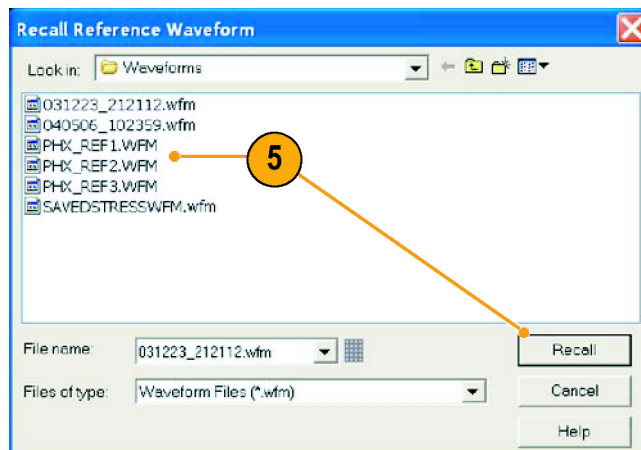 Recall Reference Waveform
Look in: Waveforms
031223_212112.wfm
040506_102359.wfm
PHX_REF1.WFM
PHX_REF2.WFM
PHX_REF3.WFM
SAVEDSTRESSWFM.wfm
5
File name: 031223_212112.wfm Recall
Files of type: Waveform Files (*.wfm) Cancel
Help